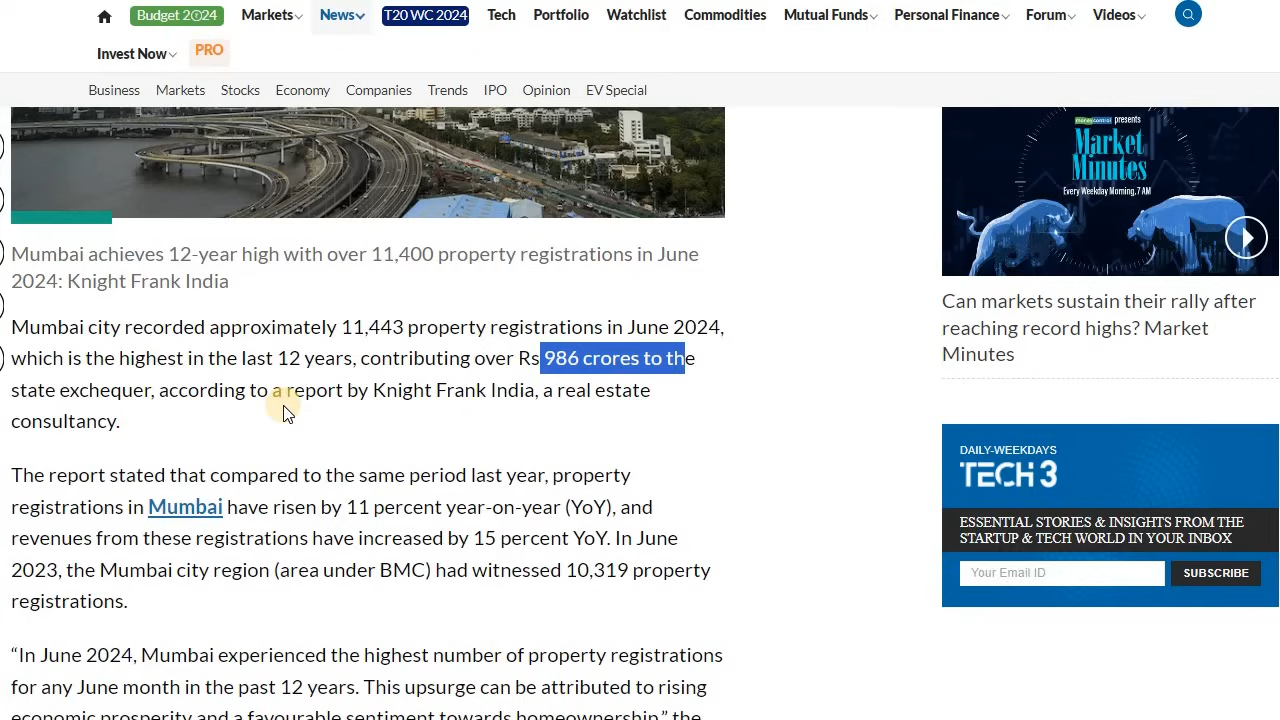 Budget 2024 Markets News T20 WC 2024 Tech Portfolio Watchlist Commodities Mutual Funds Personal Finance Forum Videos
Invest Now PRO
Business Markets Stocks Economy Companies Trends IPO Opinion EV Special
Mumbai achieves 12-year high with over 11,400 property registrations in June
2024: Knight Frank India
Mumbai city recorded approximately 11,443 property registrations in June 2024,
which is the highest in the last 12 years, contributing over Rs 986 crores to the
state exchequer, according to a report by Knight Frank India, a real estate
consultancy.
The report stated that compared to the same period last year, property
registrations in Mumbai have risen by 11 percent year-on-year (YoY), and
revenues from these registrations have increased by 15 percent YoY. In June
2023, the Mumbai city region (area under BMC) had witnessed 10,319 property
registrations.
“In June 2024, Mumbai experienced the highest number of property registrations
for any June month in the past 12 years. This upsurge can be attributed to rising
economic prosperity and a favourable sentiment towards homeownership,” the
moneycontrol presents
Market
Minutes
Every Weekday Morning, 7 AM
Can markets sustain their rally after
reaching record highs? Market
Minutes
DAILY-WEEKDAYS
TECH 3
ESSENTIAL STORIES & INSIGHTS FROM THE
STARTUP & TECH WORLD IN YOUR INBOX
Your Email ID SUBSCRIBE